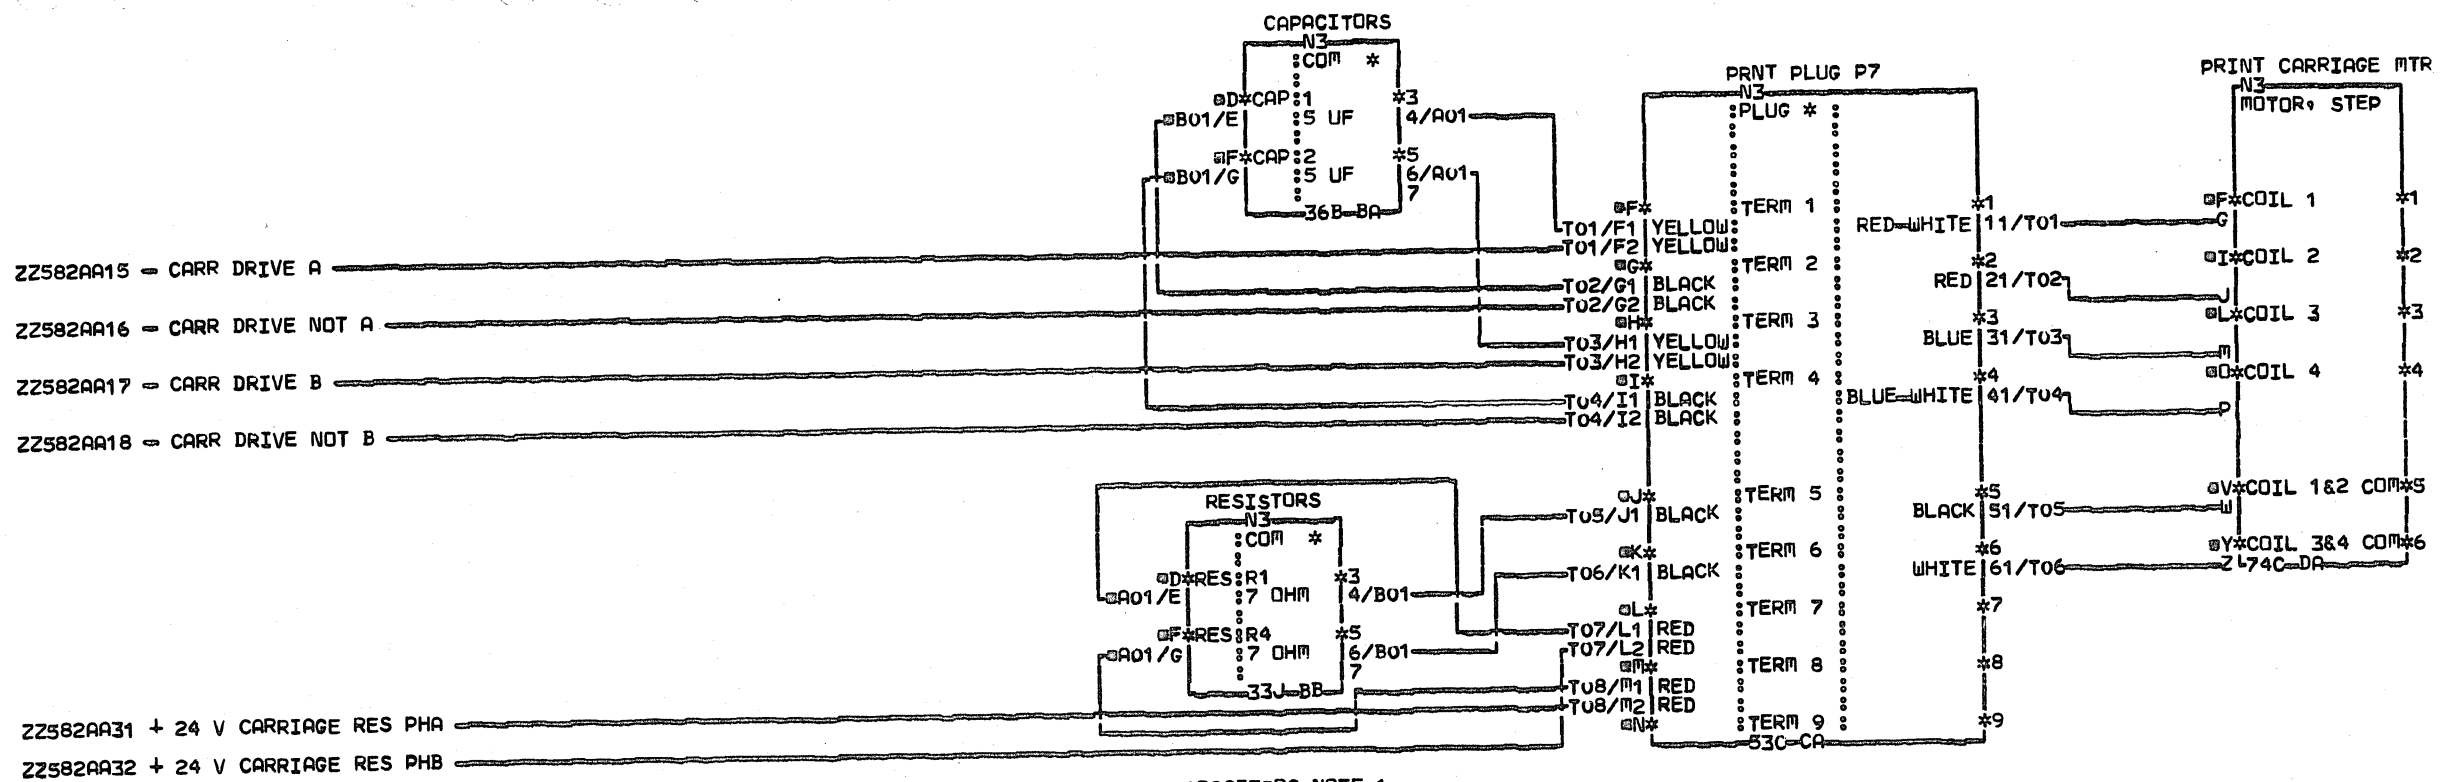 CAPACITORS
N3
COM *
D*CAP 1 *3
B01/E 5 UF 4/A01
F*CAP 2 *5
B01/G 5 UF 6/A01
7
36B-BA
PRNT PLUG P7
N3
PLUG *
F* TERM 1 *1
T01/F1 YELLOW RED-WHITE 11/T01
T01/F2 YELLOW
G* TERM 2 *2
T02/G1 BLACK RED 21/T02
T02/G2 BLACK
H* TERM 3 *3
T03/H1 YELLOW BLUE 31/T03
T03/H2 YELLOW
I* TERM 4 *4
T04/I1 BLACK BLUE-WHITE 41/T04
T04/I2 BLACK
J* TERM 5 *5
T05/J1 BLACK BLACK 51/T05
K* TERM 6 *6
T06/K1 BLACK WHITE 61/T06
L* TERM 7 *7
T07/L1 RED
T07/L2 RED
M* TERM 8 *8
T08/M1 RED
T08/M2 RED
N* TERM 9 *9
53C-CA
PRINT CARRIAGE MTR
N3
MOTOR, STEP
F*COIL 1 *1
G
I*COIL 2 *2
J
L*COIL 3 *3
M
O*COIL 4 *4
P
V*COIL 1&2 COM*5
W
Y*COIL 3&4 COM*6
Z 74C-DA
ZZ582AA15 - CARR DRIVE A
ZZ582AA16 - CARR DRIVE NOT A
ZZ582AA17 - CARR DRIVE B
ZZ582AA18 - CARR DRIVE NOT B
RESISTORS
N3
COM *
D*RES R1 *3
A01/E 7 OHM 4/B01
F*RES R4 *5
A01/G 7 OHM 6/B01
7
33J-BB
ZZ582AA31 + 24 V CARRIAGE RES PHA
ZZ582AA32 + 24 V CARRIAGE RES PHB